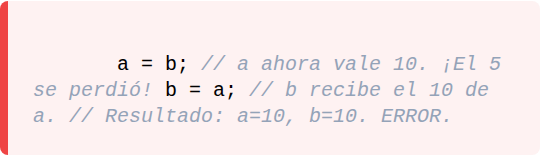 a = b; // a ahora vale 10. ¡El 5
se perdió! b = a; // b recibe el 10 de
a. // Resultado: a=10, b=10. ERROR.